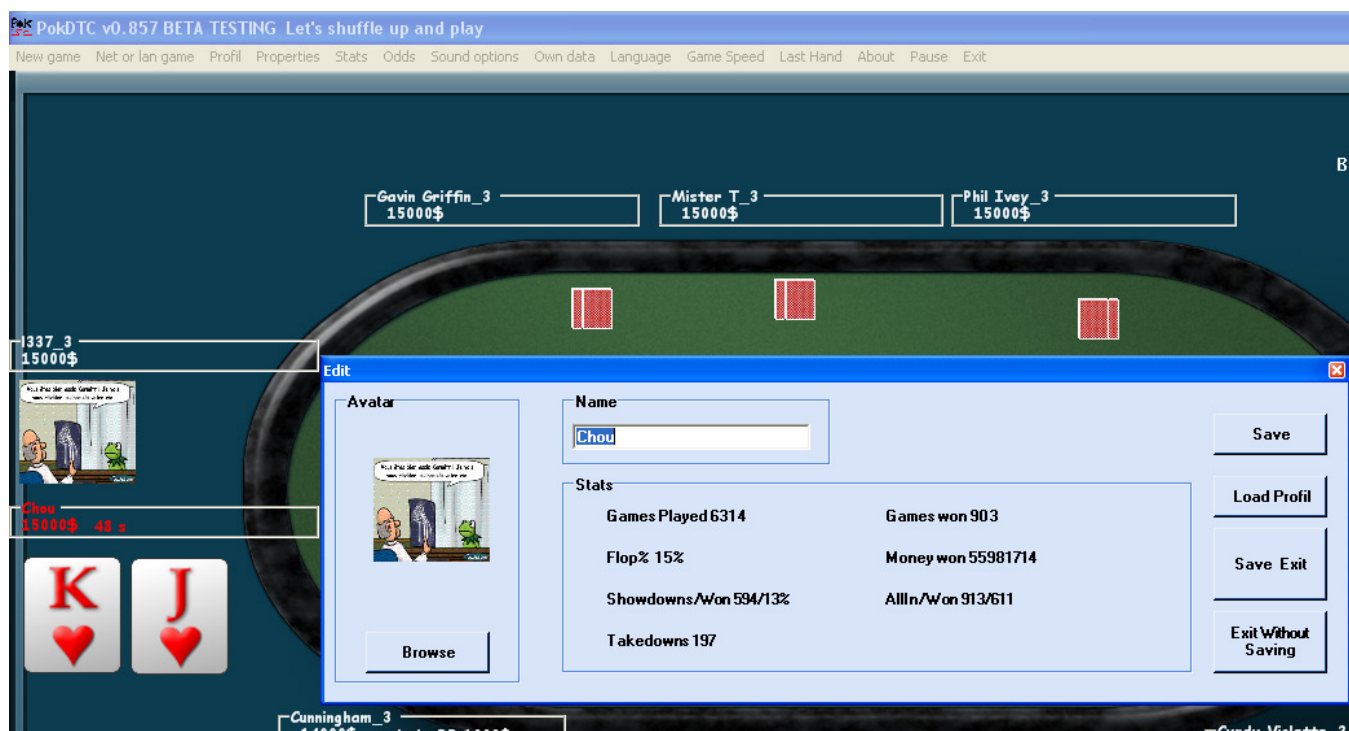 PokDTC v0.857 BETA TESTING Let's shuffle up and play
New game Net or lan game Profil Properties Stats Odds Sound options Own data Language Game Speed Last Hand About Pause Exit
B
Gavin Griffin_3 Mister T_3 Phil Ivey_3
15000$ 15000$ 15000$
l337_3
15000$
Edit
Avatar Name
Chou
Save
Stats
Load Profil
Games Played 6314 Games won 903
Flop% 15% Money won 55981714
Save Exit
Showdowns/Won 594/13% AllIn/Won 913/611
Takedowns 197
Exit Without
Saving
Browse
Chou
15000$ 48 s
K J
Cunningham_3